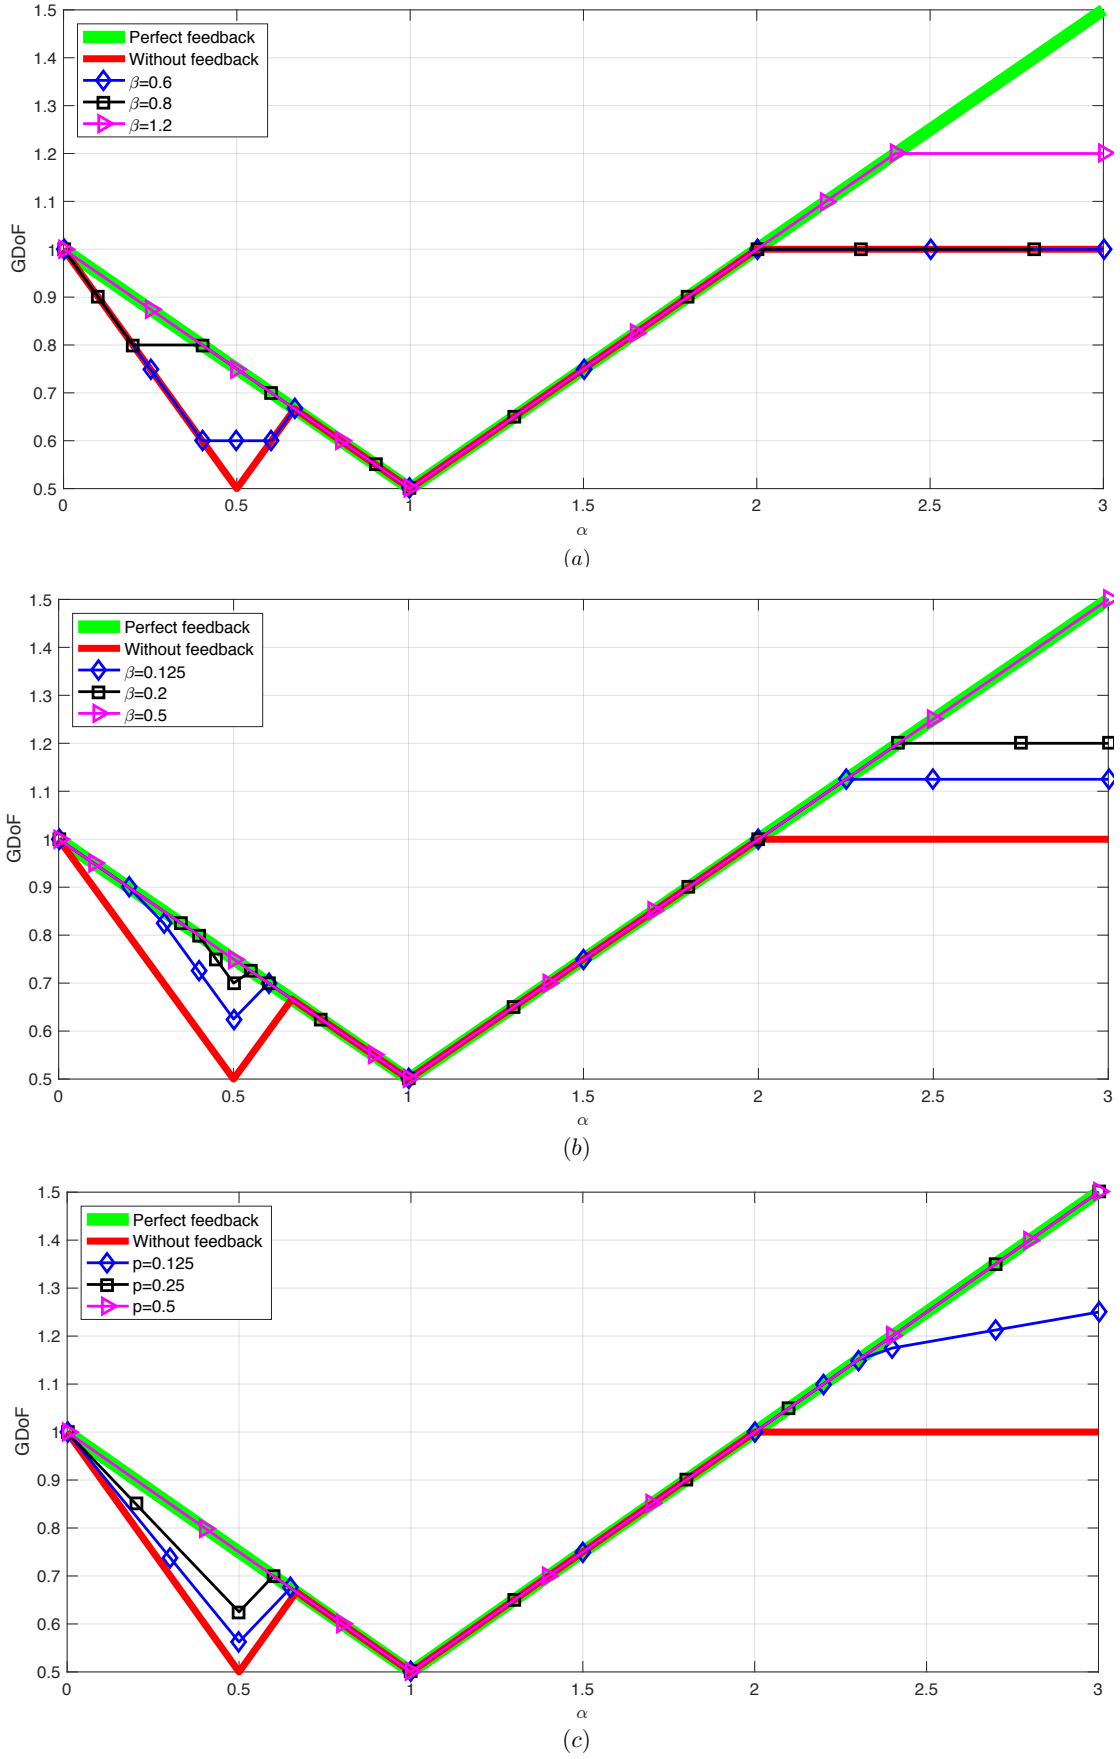 1.5
1.4
1.3
1.2
1.1
1
0.9
0.8
0.7
0.6
0.5
GDoF
Perfect feedback
Without feedback
β=0.6
β=0.8
β=1.2
0 0.5 1 1.5 2 2.5 3
α
(a)
1.5
1.4
1.3
1.2
1.1
1
0.9
0.8
0.7
0.6
0.5
GDoF
Perfect feedback
Without feedback
β=0.125
β=0.2
β=0.5
0 0.5 1 1.5 2 2.5 3
α
(b)
1.5
1.4
1.3
1.2
1.1
1
0.9
0.8
0.7
0.6
0.5
GDoF
Perfect feedback
Without feedback
p=0.125
p=0.25
p=0.5
0 0.5 1 1.5 2 2.5 3
α
(c)